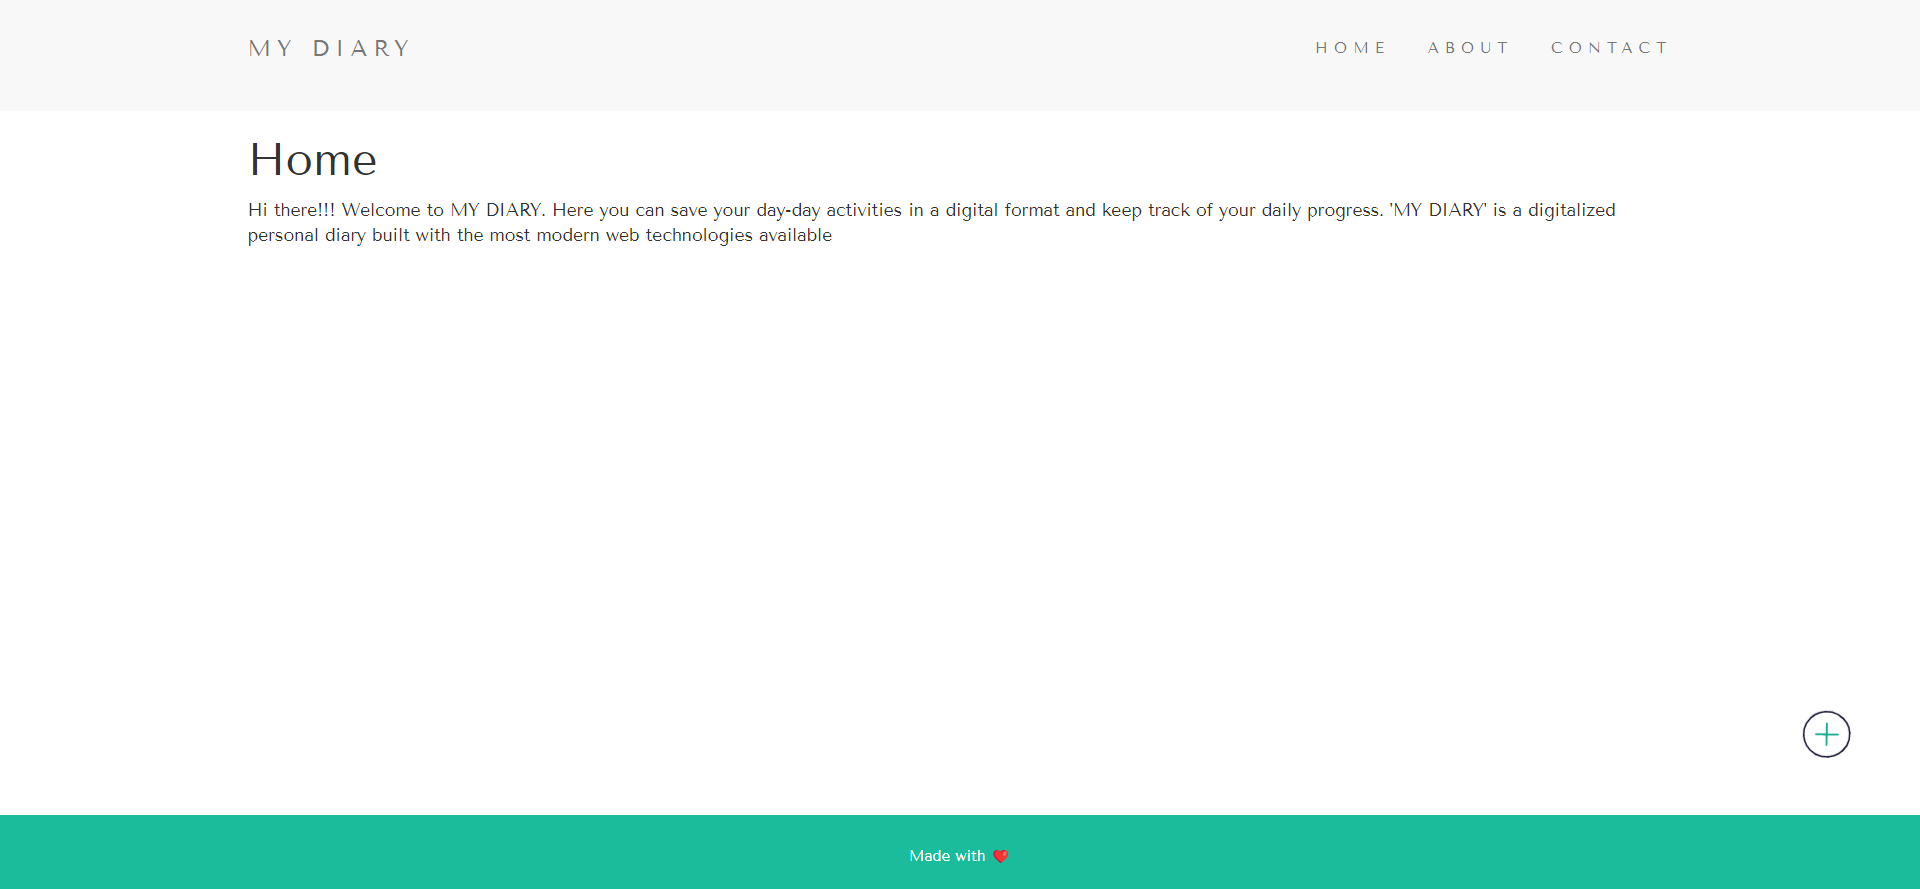 MY DIARY
HOME ABOUT CONTACT
Home
Hi there!!! Welcome to MY DIARY. Here you can save your day-day activities in a digital format and keep track of your daily progress. 'MY DIARY' is a digitalized
personal diary built with the most modern web technologies available
Made with ❤️